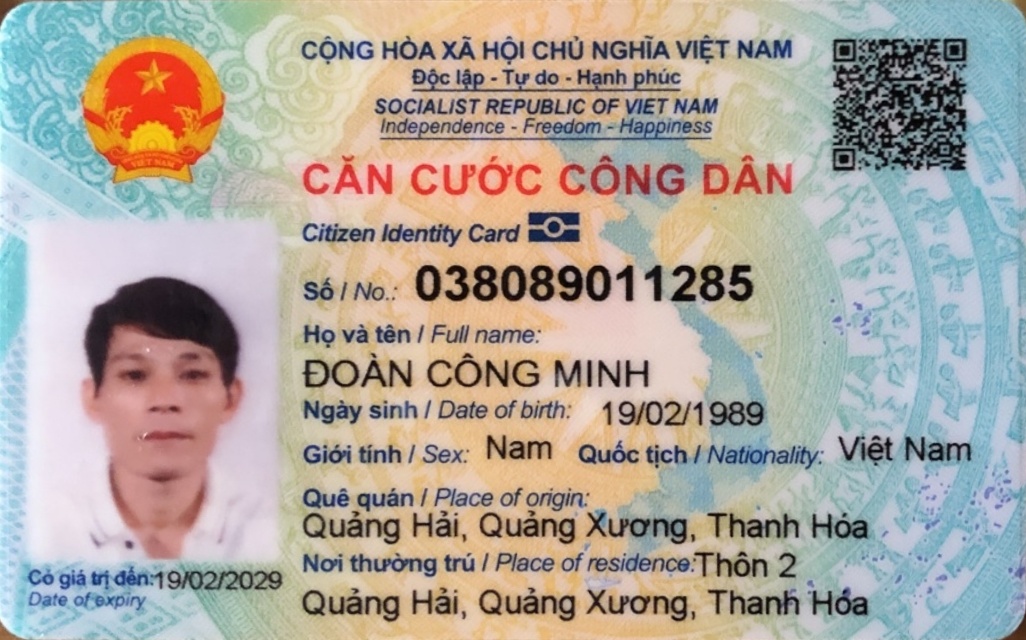 CỘNG HÒA XÃ HỘI CHỦ NGHĨA VIỆT NAM
Độc lập - Tự do - Hạnh phúc
SOCIALIST REPUBLIC OF VIET NAM
Independence - Freedom - Happiness
CĂN CƯỚC CÔNG DÂN
Citizen Identity Card
Số / No.: 038089011285
Họ và tên / Full name:
ĐOÀN CÔNG MINH
Ngày sinh / Date of birth: 19/02/1989
Giới tính / Sex: Nam Quốc tịch / Nationality: Việt Nam
Quê quán / Place of origin:
Quảng Hải, Quảng Xương, Thanh Hóa
Nơi thường trú / Place of residence: Thôn 2
Quảng Hải, Quảng Xương, Thanh Hóa
Có giá trị đến: 19/02/2029
Date of expiry
VIỆT NAM